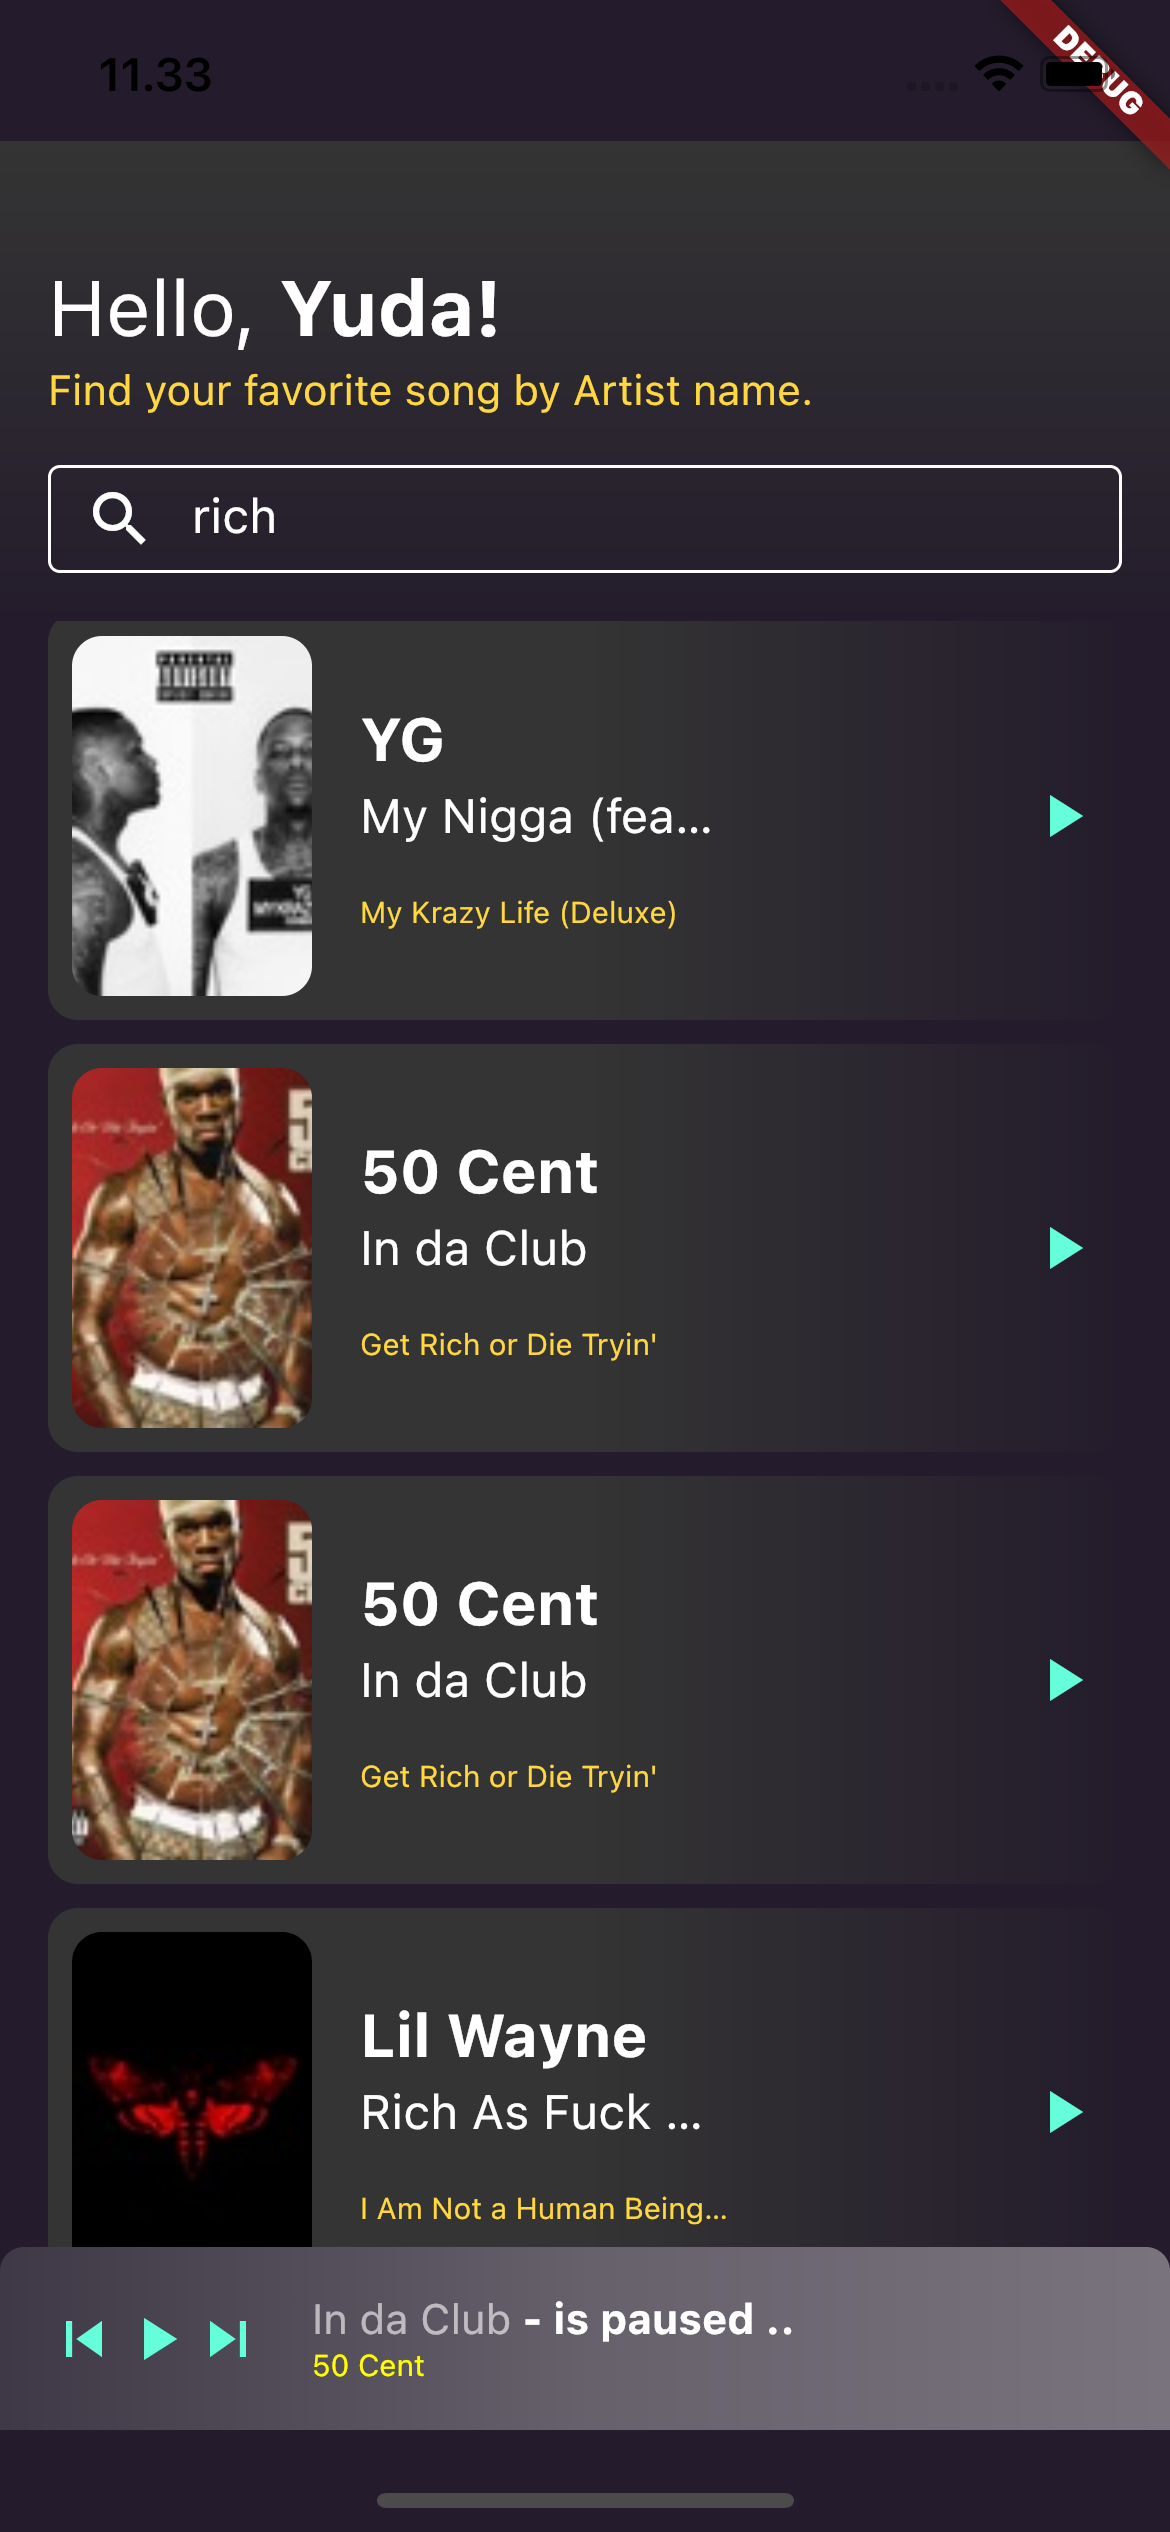 11.33
DEBUG
Hello, Yuda!
Find your favorite song by Artist name.
rich
YG
My Nigga (fea...
My Krazy Life (Deluxe)
50 Cent
In da Club
Get Rich or Die Tryin'
50 Cent
In da Club
Get Rich or Die Tryin'
Lil Wayne
Rich As Fuck ...
I Am Not a Human Being...
In da Club - is paused ..
50 Cent